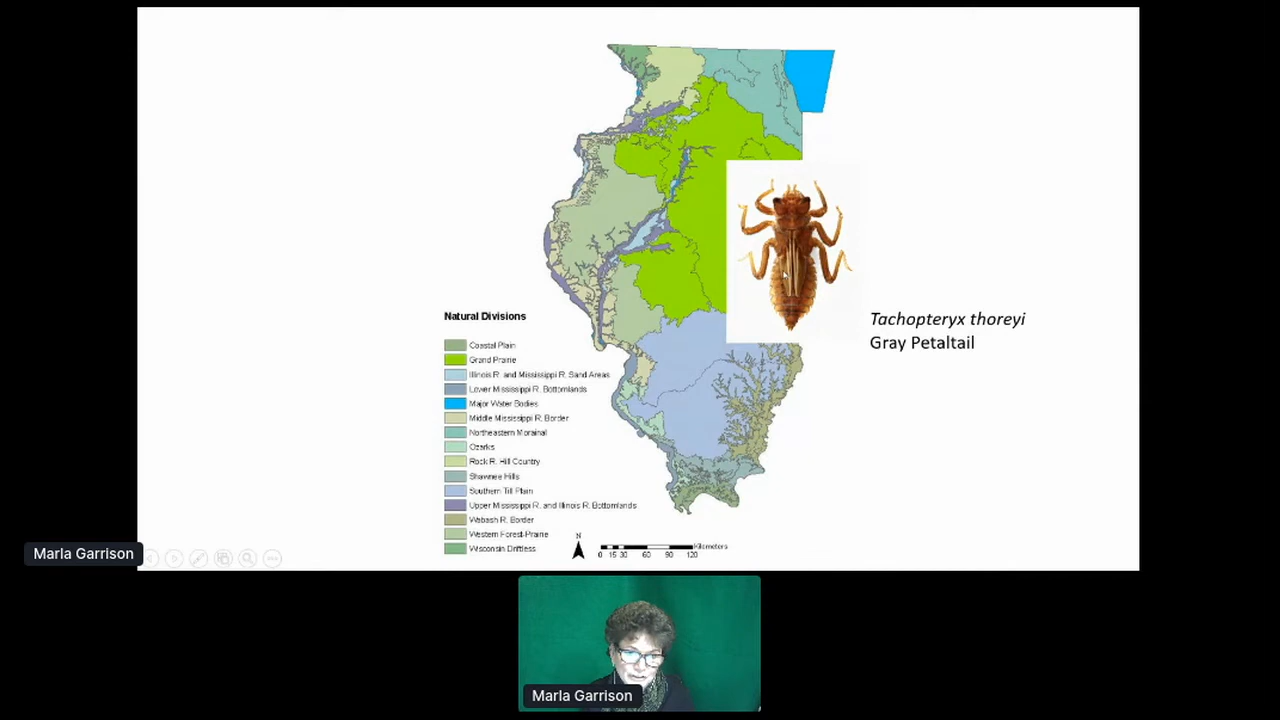 Natural Divisions
Coastal Plain
Grand Prairie
Illinois R. and Mississippi R. Sand Areas
Lower Mississippi R. Bottomlands
Major Water Bodies
Middle Mississippi R. Border
Northeastern Morainal
Ozarks
Rock R. Hill Country
Shawnee Hills
Southern Till Plain
Upper Mississippi R. and Illinois R. Bottomlands
Wabash R. Border
Western Forest-Prairie
Wisconsin Driftless
N
Kilometers
0 15 30 60 90 120
Tachopteryx thoreyi
Gray Petaltail
Marla Garrison
Marla Garrison